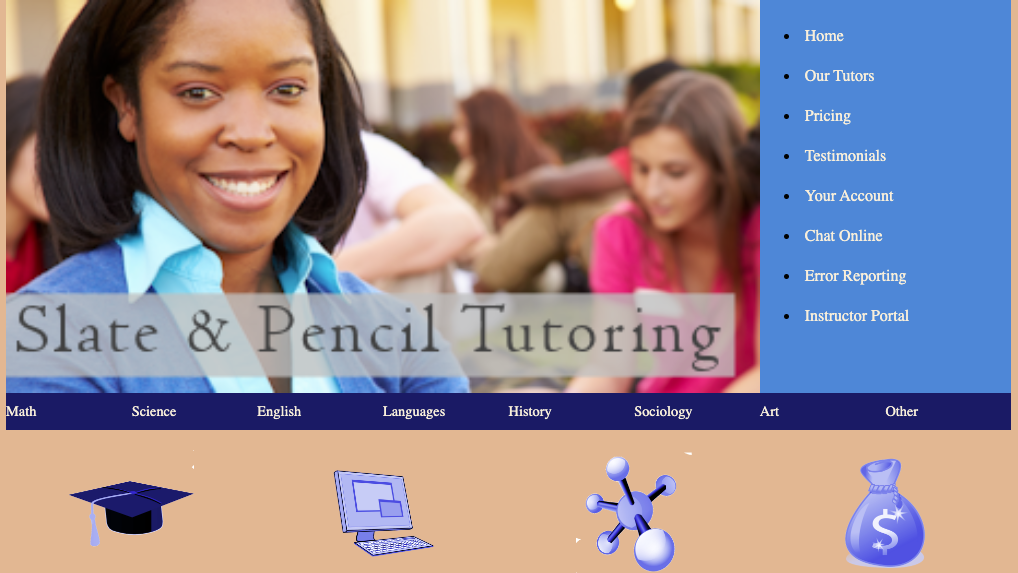 Home
Our Tutors
Pricing
Testimonials
Your Account
Chat Online
Error Reporting
Instructor Portal
Slate & Pencil Tutoring
Math Science English Languages History Sociology Art Other
$